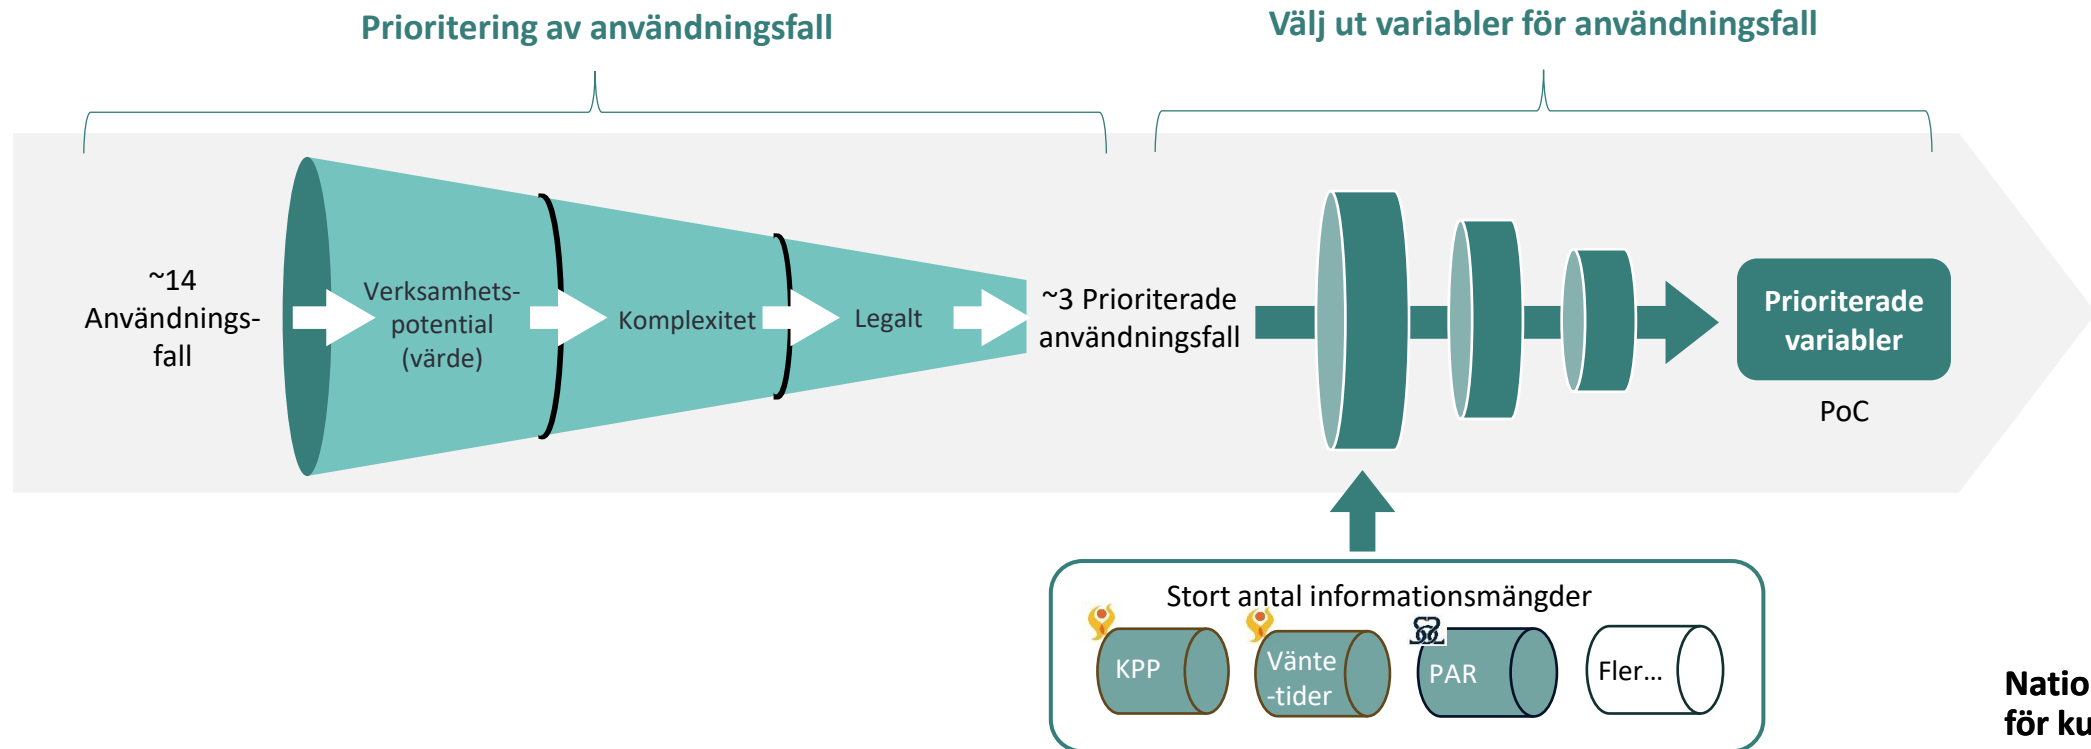 Prioritering av användningsfall
Välj ut variabler för användningsfall
~14
Användnings-
fall
Verksamhets-
potential
(värde)
Komplexitet
Legalt
~3 Prioriterade
användningsfall
Prioriterade
variabler
PoC
Stort antal informationsmängder
KPP
Vänte
-tider
PAR
Fler...
Natio
för ku